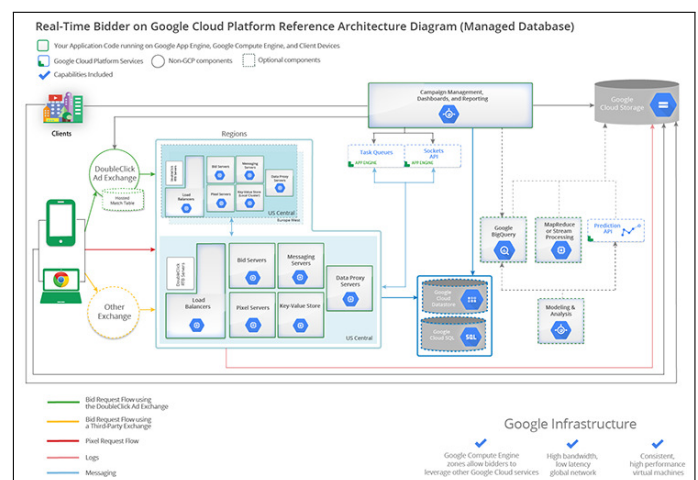 Real-Time Bidder on Google Cloud Platform Reference Architecture Diagram (Managed Database)
Your Application Code running on Google App Engine, Google Compute Engine, and Client Devices
Google Cloud Platform Services
Non-GCP components
Optional components
Capabilities Included
Clients
Campaign Management,
Dashboards, and Reporting
Google
Cloud Storage
Regions
DoubleClick
Ad Exchange
Hosted
Match Table
Load
Balancers
Bid Servers
Messaging
Servers
Pixel Servers
Key-Value Store
Data Proxy
Servers
US Central
Europe West
Task Queues
APP ENGINE
Sockets
API
APP ENGINE
Google
BigQuery
MapReduce
or Stream
Processing
Prediction
API
Other
Exchange
DoubleClick
RTB Servers
Load
Balancers
Bid Servers
Messaging
Servers
Pixel Servers
Key-Value Store
Data Proxy
Servers
US Central
Google
Cloud
Datastore
Google
Cloud SQL
SQL
Modeling &
Analysis
Bid Request Flow using
the DoubleClick Ad Exchange
Bid Request Flow using
a Third-Party Exchange
Pixel Request Flow
Logs
Messaging
Google Infrastructure
Google Compute Engine
zones allow bidders to
leverage other Google Cloud services
High bandwidth,
low latency
global network
Consistent,
high performance
virtual machines